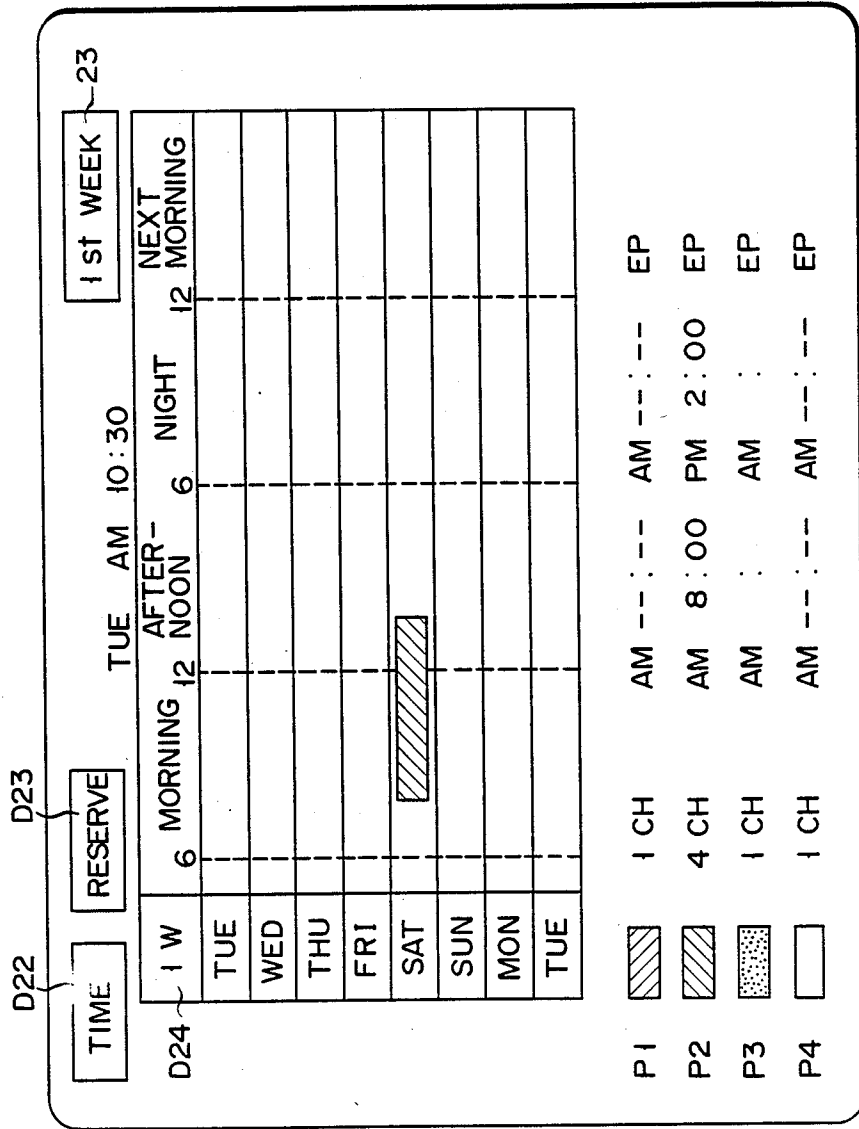 D22 D23
TIME RESERVE 1 st WEEK 23
TUE AM 10:30
D24 1 W MORNING AFTER-NOON NIGHT NEXT MORNING
6 12 6 12
TUE
WED
THU
FRI
SAT
SUN
MON
TUE
P1 1 CH AM --:-- AM --:-- EP
P2 4 CH AM 8:00 PM 2:00 EP
P3 1 CH AM : AM : EP
P4 1 CH AM --:-- AM --:-- EP